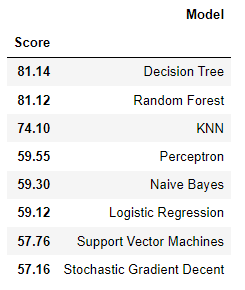 Model
Score
81.14 Decision Tree
81.12 Random Forest
74.10 KNN
59.55 Perceptron
59.30 Naive Bayes
59.12 Logistic Regression
57.76 Support Vector Machines
57.16 Stochastic Gradient Decent